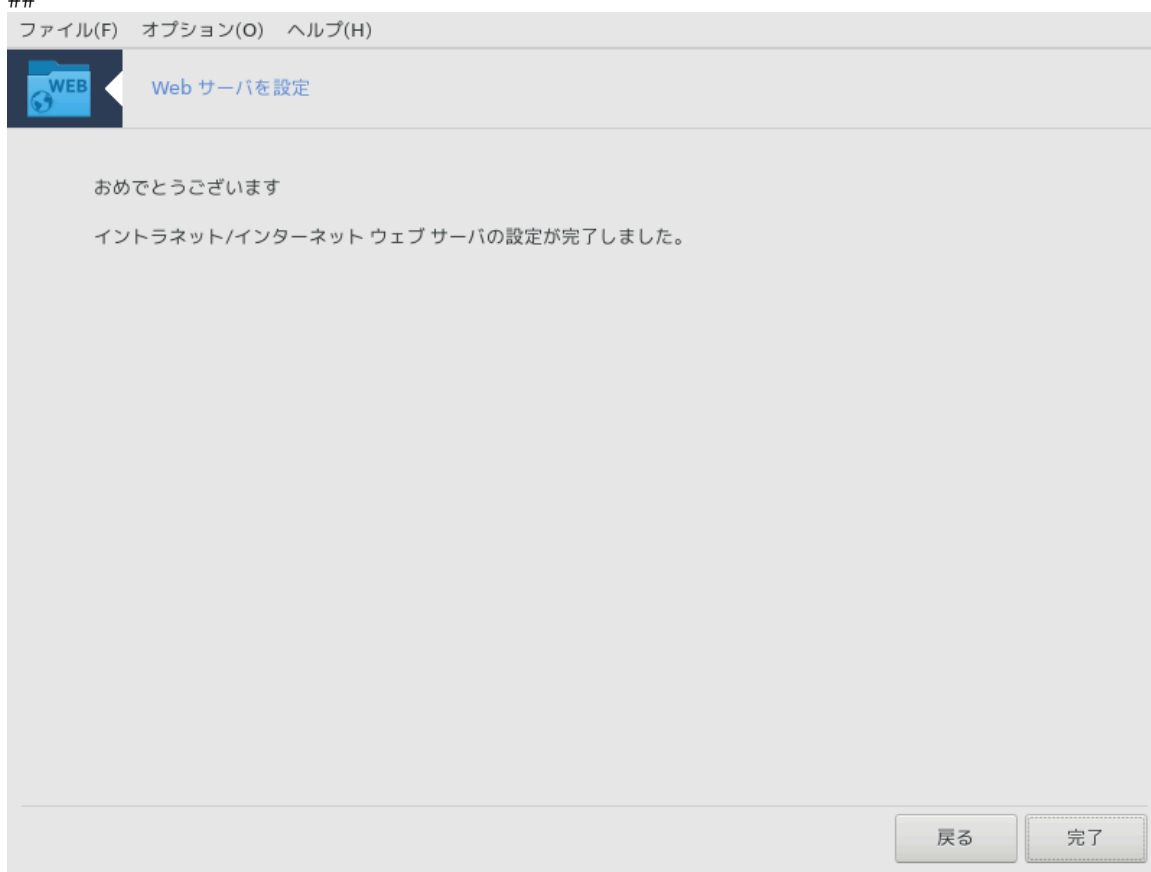 ##
ファイル(F) オプション(O) ヘルプ(H)
WEB
Web サーバを設定
おめでとうございます
イントラネット/インターネット ウェブ サーバの設定が完了しました。
戻る
完了